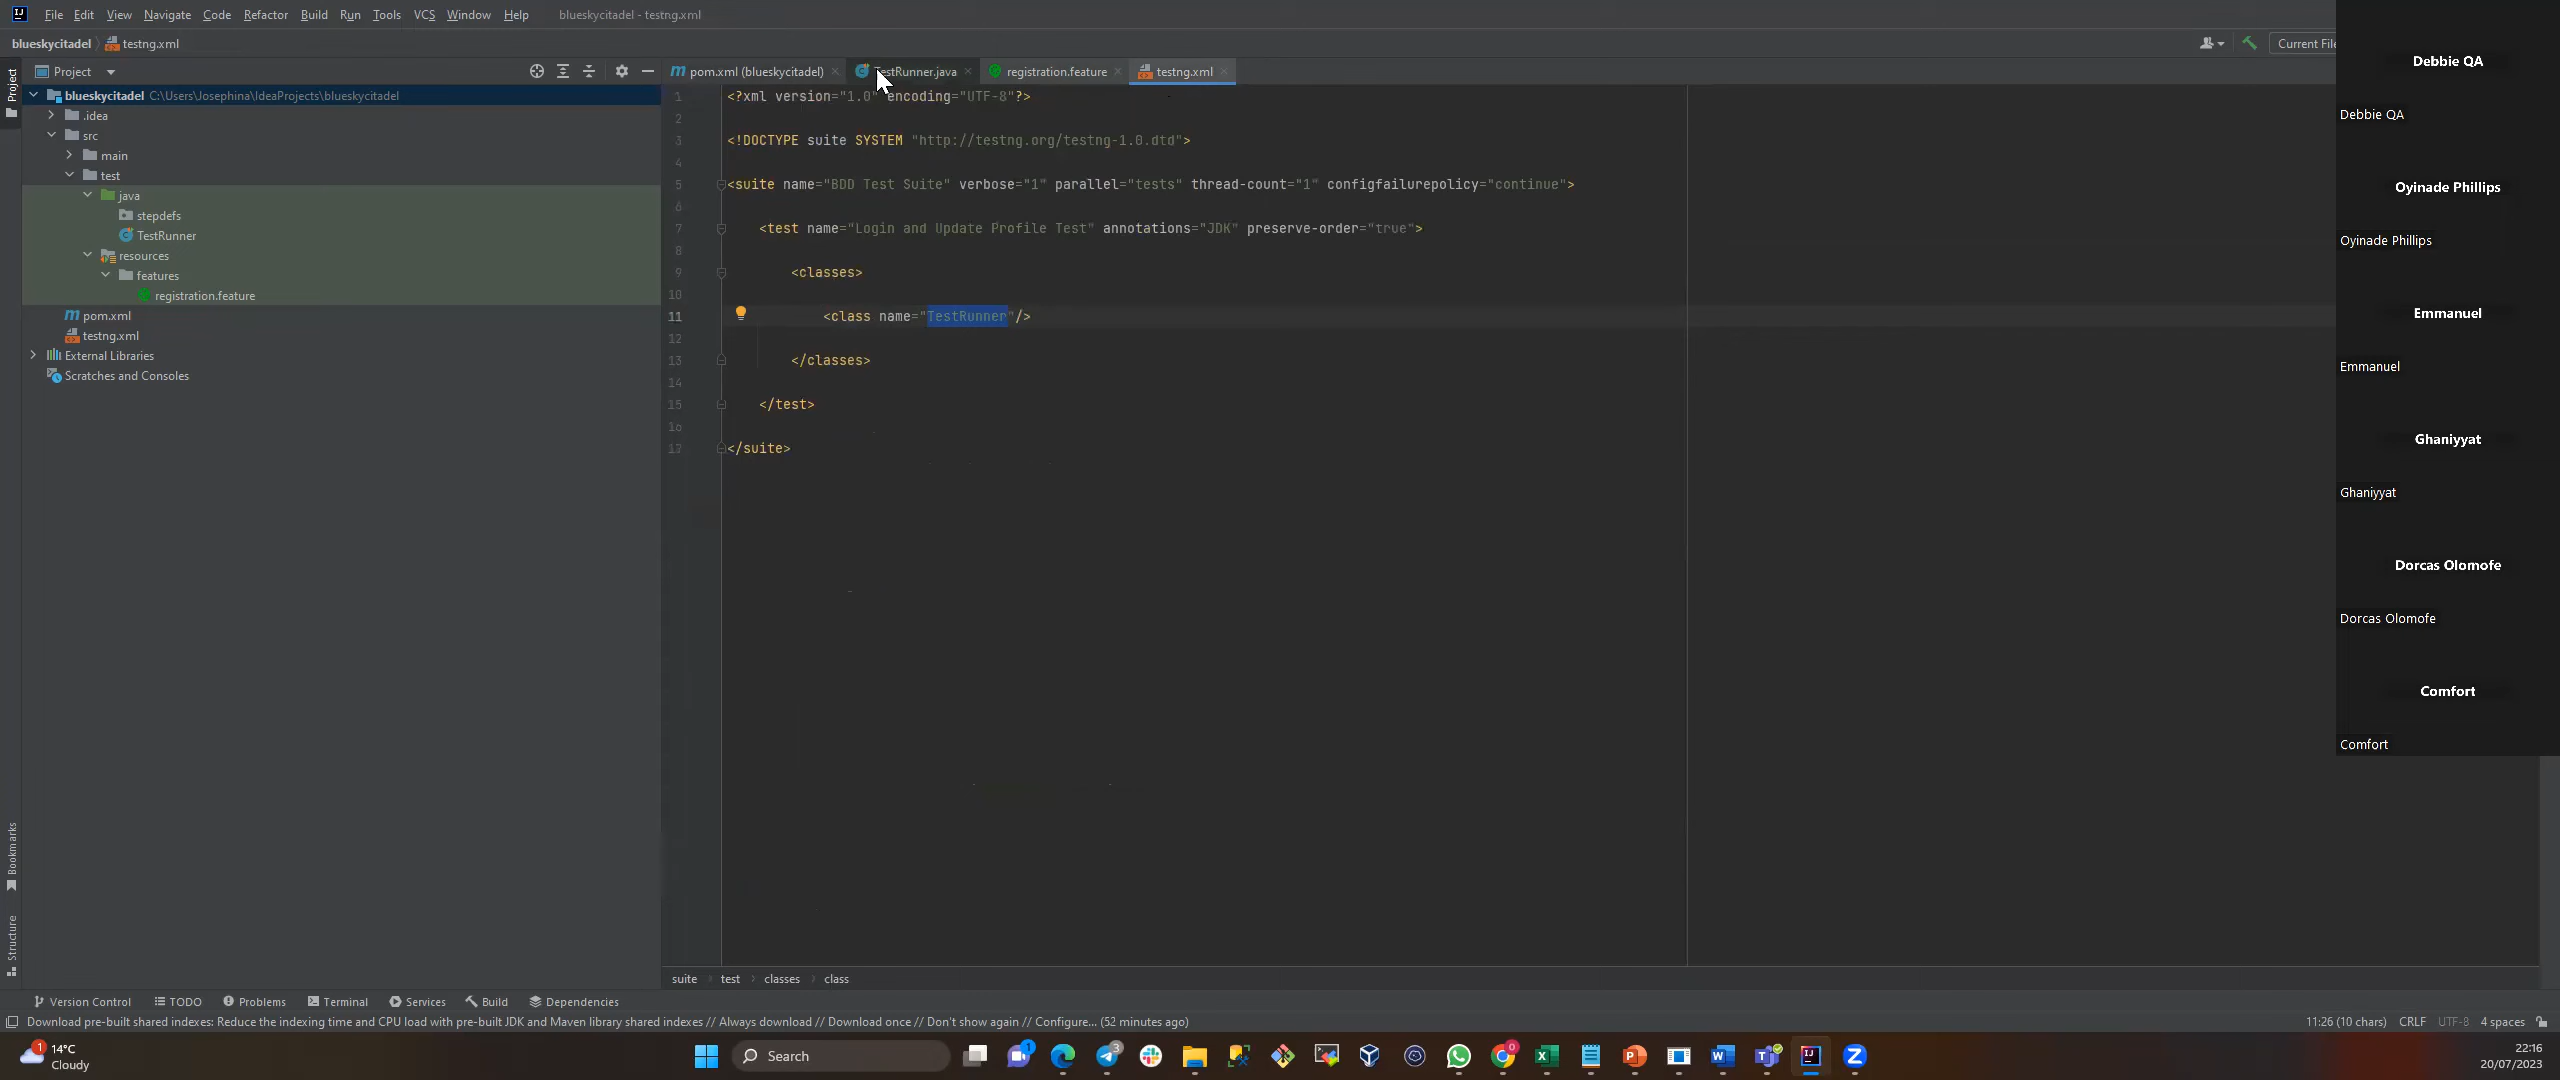 File Edit View Navigate Code Refactor Build Run Tools VCS Window Help blueskycitadel - testng.xml
blueskycitadel testng.xml
Current File
Project
pom.xml (blueskycitadel) TestRunner.java registration.feature testng.xml
Project
blueskycitadel C:\Users\Josephina\IdeaProjects\blueskycitadel
.idea
src
main
test
java
stepdefs
TestRunner
resources
features
registration.feature
pom.xml
testng.xml
External Libraries
Scratches and Consoles
1 <?xml version="1.0" encoding="UTF-8"?>
2
3 <!DOCTYPE suite SYSTEM "http://testng.org/testng-1.0.dtd">
4
5 <suite name="BDD Test Suite" verbose="1" parallel="tests" thread-count="1" configfailurepolicy="continue">
6
7 <test name="Login and Update Profile Test" annotations="JDK" preserve-order="true">
8
9 <classes>
10
11 <class name="TestRunner"/>
12
13 </classes>
14
15 </test>
16
17 </suite>
Debbie QA
Debbie QA
Oyinade Phillips
Oyinade Phillips
Emmanuel
Emmanuel
Ghaniyyat
Ghaniyyat
Dorcas Olomofe
Dorcas Olomofe
Comfort
Comfort
Bookmarks
Structure
suite test classes class
Version Control TODO Problems Terminal Services Build Dependencies
Download pre-built shared indexes: Reduce the indexing time and CPU load with pre-built JDK and Maven library shared indexes // Always download // Download once // Don't show again // Configure... (52 minutes ago)
11:26 (10 chars) CRLF UTF-8 4 spaces
1
14°C
Cloudy
Search
1
3
0
22:16
20/07/2023